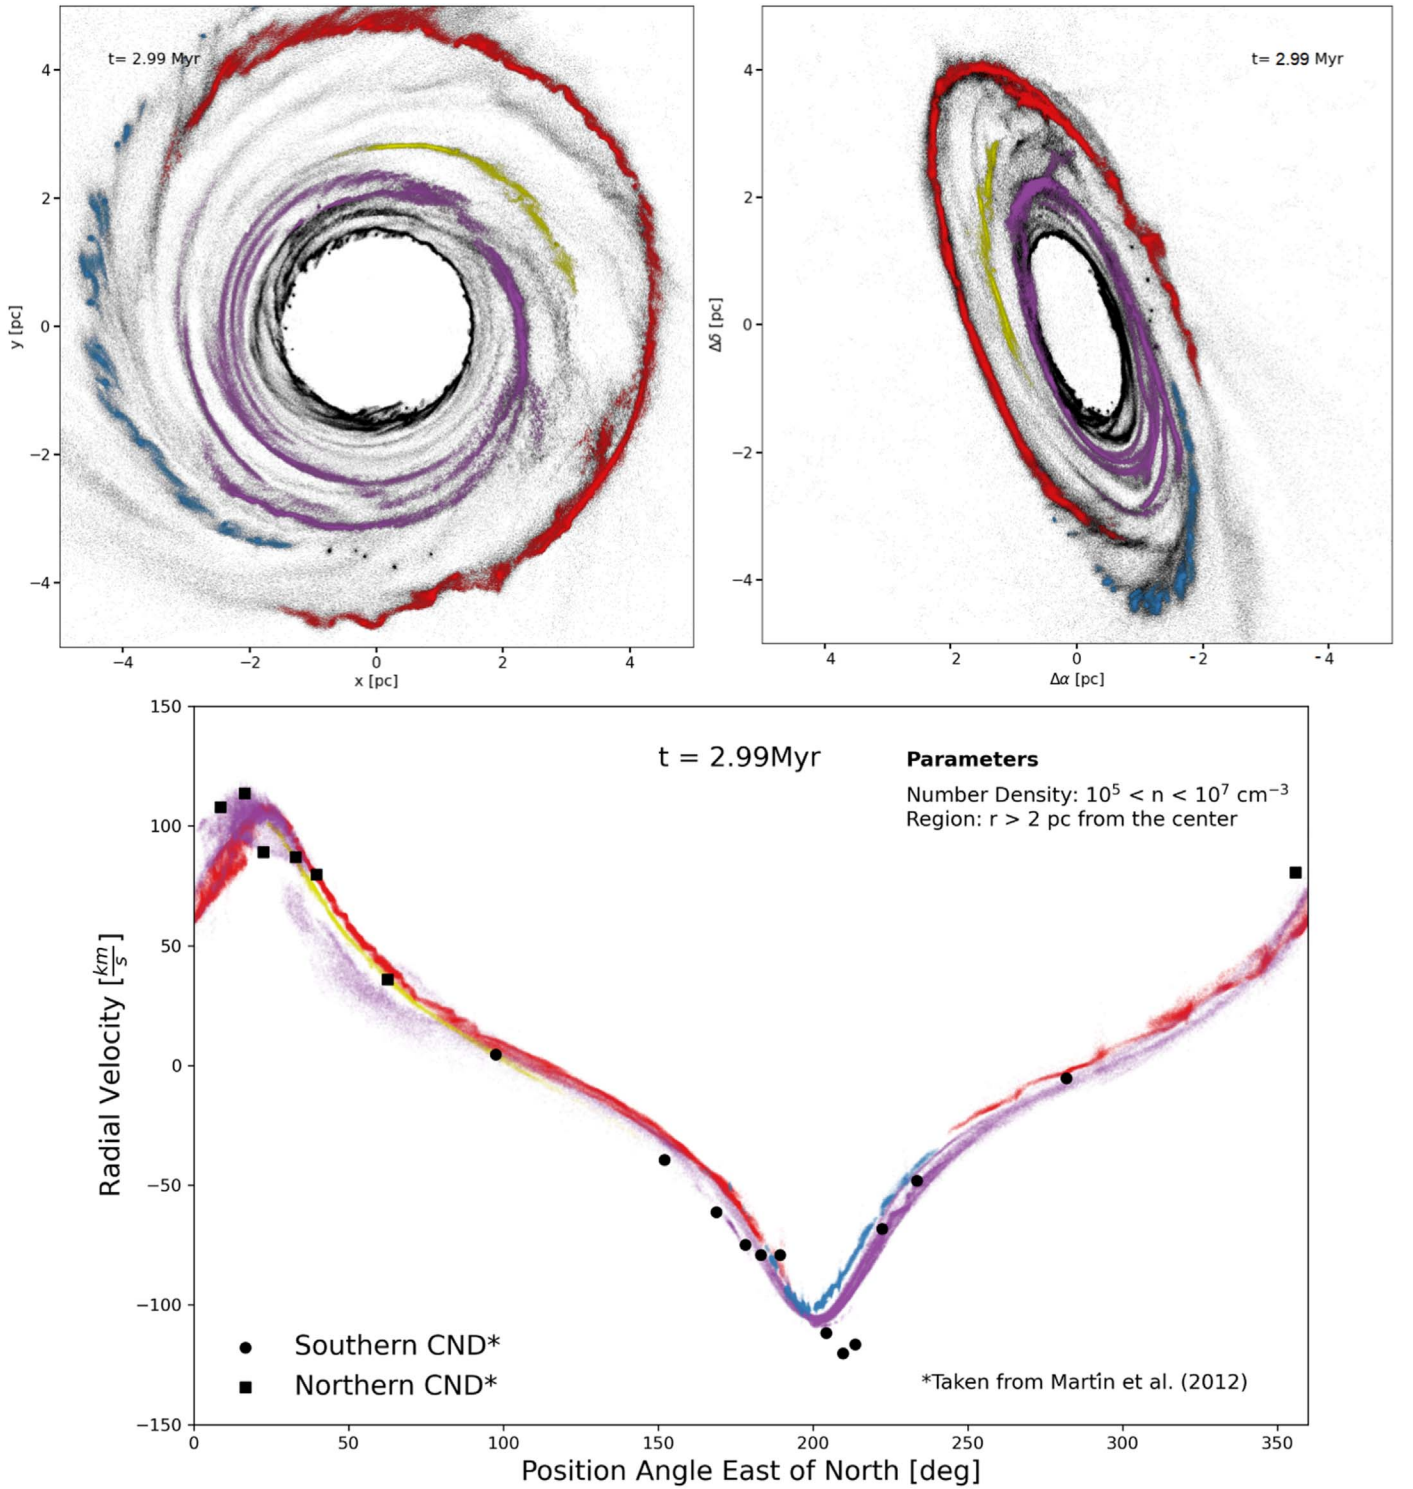 t= 2.99 Myr
4
2
0
−2
−4
y [pc]
−4
−2
0
2
4
x [pc]
t= 2.99 Myr
4
2
0
−2
−4
Δδ [pc]
4
2
0
-2
-4
Δα [pc]
150
100
50
0
−50
−100
−150
Radial Velocity [km/s]
t = 2.99Myr
Parameters
Number Density: 10⁵ < n < 10⁷ cm⁻³
Region: r > 2 pc from the center
Southern CND*
Northern CND*
*Taken from Martín et al. (2012)
0
50
100
150
200
250
300
350
Position Angle East of North [deg]